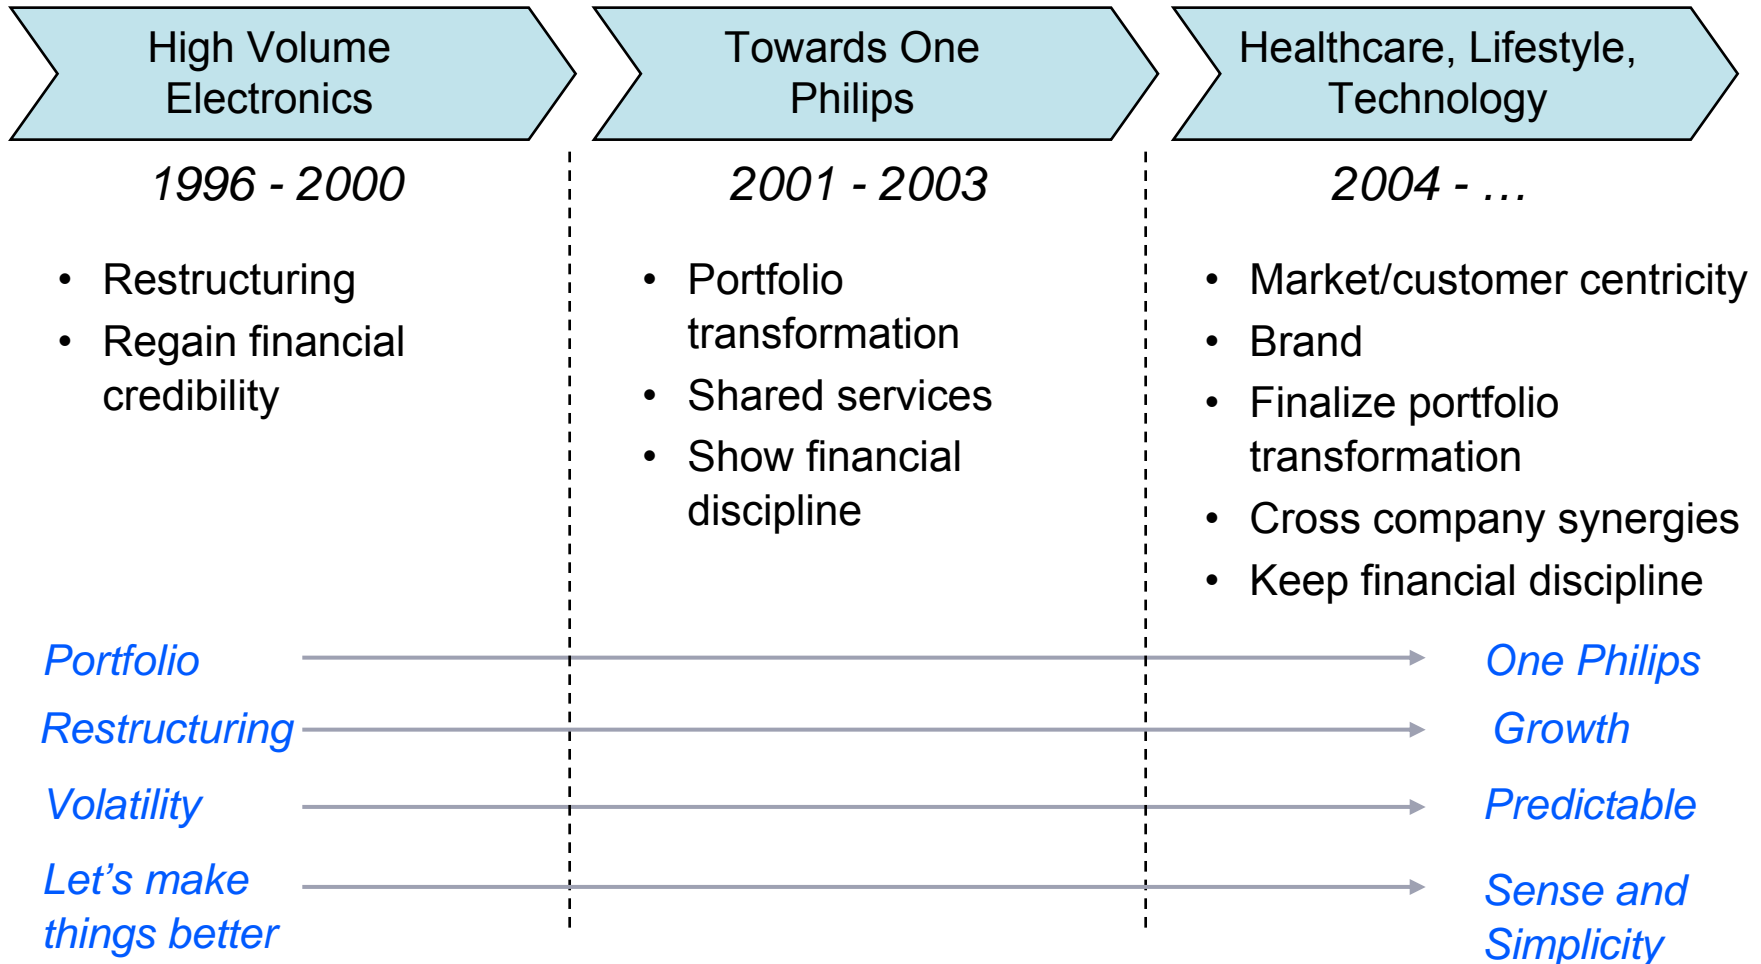 High Volume
Electronics
Towards One
Philips
Healthcare, Lifestyle,
Technology
1996 - 2000
2001 - 2003
2004 - …
• Restructuring
• Regain financial
credibility
• Portfolio
transformation
• Shared services
• Show financial
discipline
• Market/customer centricity
• Brand
• Finalize portfolio
transformation
• Cross company synergies
• Keep financial discipline
Portfolio
One Philips
Restructuring
Growth
Volatility
Predictable
Let’s make
things better
Sense and
Simplicity